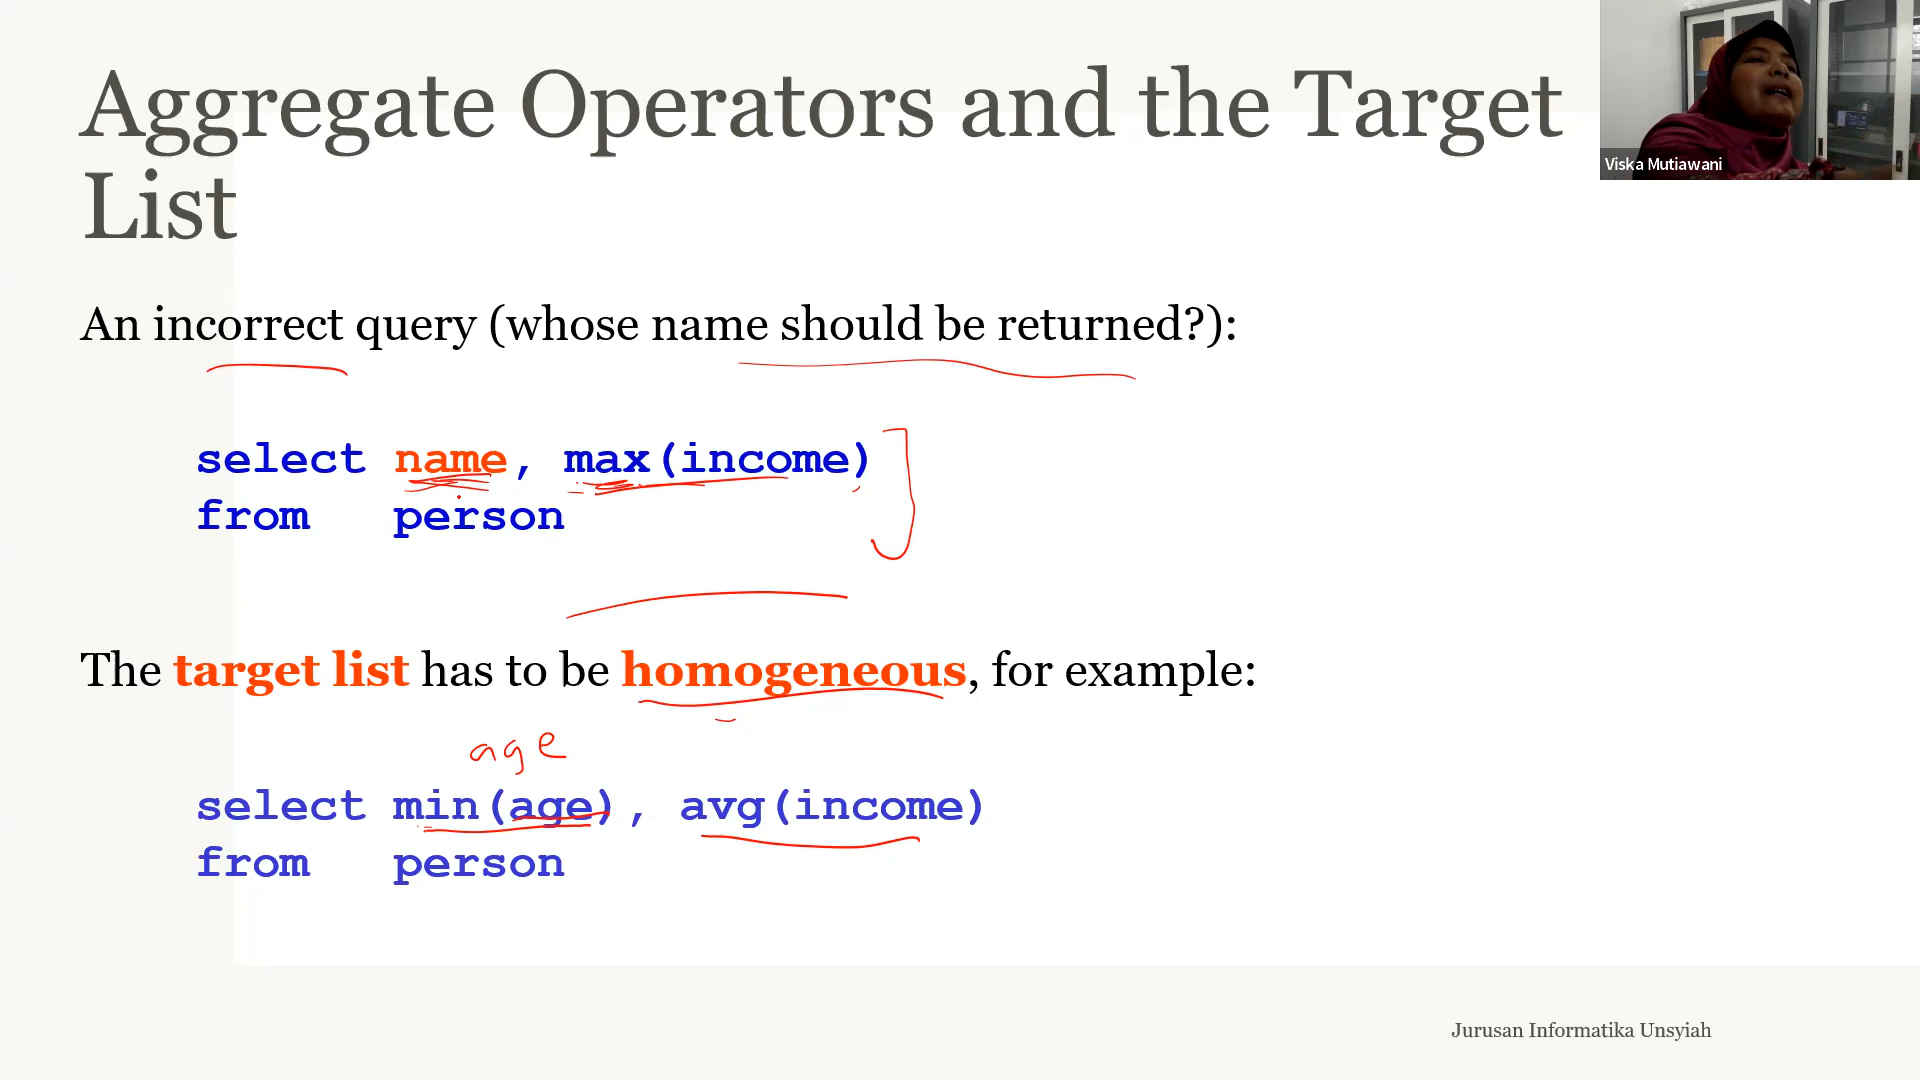 Aggregate Operators and the Target
List
Viska Mutiawani
An incorrect query (whose name should be returned?):
select name, max(income)
from person
The target list has to be homogeneous, for example:
age
select min(age), avg(income)
from person
Jurusan Informatika Unsyiah